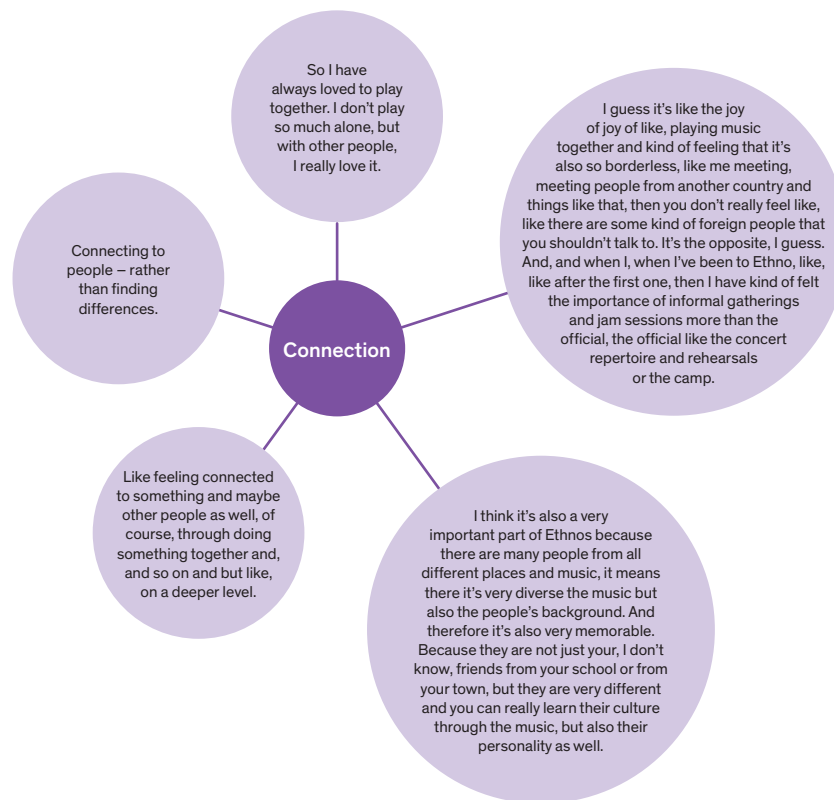 So I have
always loved to play
together. I don't play
so much alone, but
with other people,
I really love it.
I guess it's like the joy
of joy of like, playing music
together and kind of feeling that it's
also so borderless, like me meeting,
meeting people from another country and
things like that, then you don't really feel like,
like there are some kind of foreign people that
you shouldn't talk to. It's the opposite, I guess.
And, and when I, when I've been to Ethno, like,
like after the first one, then I have kind of felt
the importance of informal gatherings
and jam sessions more than the
official, the official like the concert
repertoire and rehearsals
or the camp.
Connecting to
people – rather
than finding
differences.
Connection
Like feeling connected
to something and maybe
other people as well, of
course, through doing
something together and,
and so on and but like,
on a deeper level.
I think it's also a very
important part of Ethnos because
there are many people from all
different places and music, it means
there it's very diverse the music but
also the people's background. And
therefore it's also very memorable.
Because they are not just your, I don't
know, friends from your school or from
your town, but they are very different
and you can really learn their culture
through the music, but also their
personality as well.